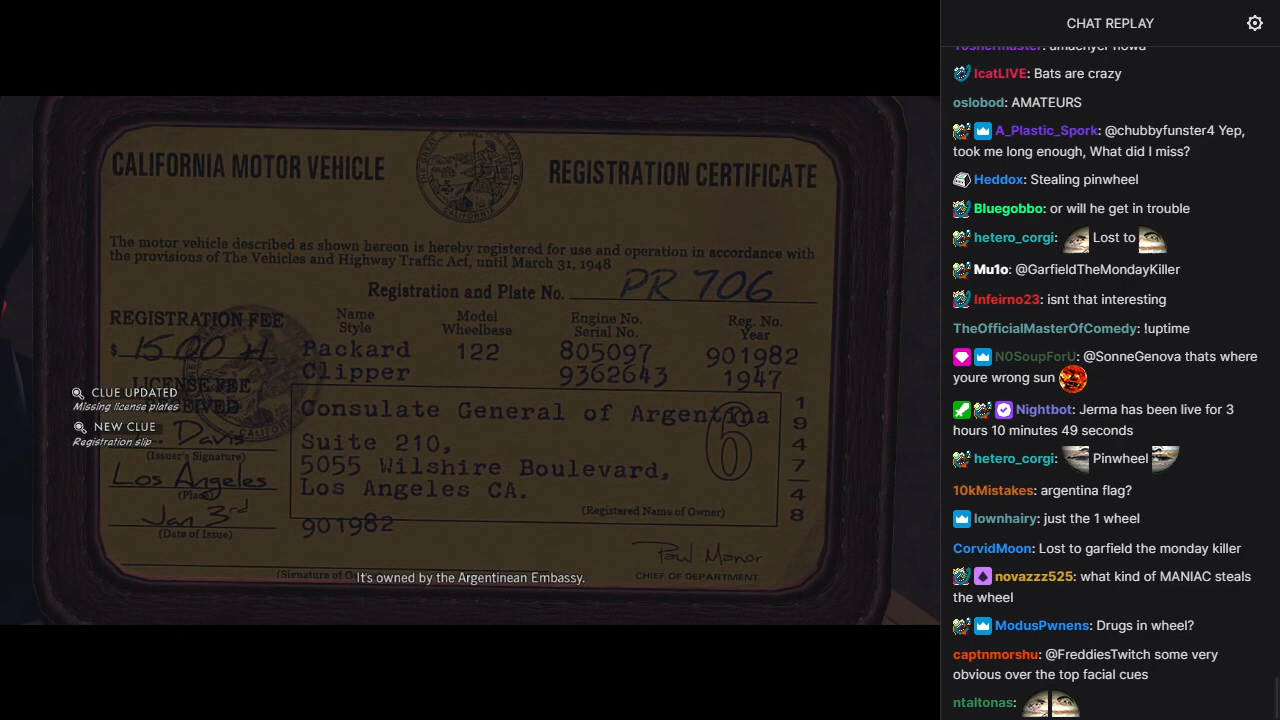 CALIFORNIA MOTOR VEHICLE
REGISTRATION CERTIFICATE
The motor vehicle described as shown hereon is hereby registered for use and operation in accordance with
the provisions of The Vehicles and Highway Traffic Act, until March 31, 1948
Registration and Plate No. PR 706
REGISTRATION FEE
$ 15.00
LICENSE FEE
Name
Style
Model
Wheelbase
Engine No.
Serial No.
Reg. No.
Year
Packard 122 805097 901982
Clipper 9362643 1947
Consulate General of Argentina
Suite 210,
5055 Wilshire Boulevard,
Los Angeles CA.
6
1947/48
(Registered Name of Owner)
901982
Davis
(Issuer's Signature)
Los Angeles
(Place)
Jan 3rd
(Date of Issue)
(Signature of
Paul Manor
CHIEF OF DEPARTMENT
CLUE UPDATED
Missing license plates
NEW CLUE
Registration slip
It's owned by the Argentinean Embassy.
CHAT REPLAY
IcatLIVE: Bats are crazy
oslobod: AMATEURS
A_Plastic_Spork: @chubbyfunster4 Yep,
took me long enough, What did I miss?
Heddox: Stealing pinwheel
Bluegobbo: or will he get in trouble
hetero_corgi: Lost to
Mu1o: @GarfieldTheMondayKiller
Infeirno23: isnt that interesting
TheOfficialMasterOfComedy: !uptime
N0SoupForU: @SonneGenova thats where
youre wrong sun
Nightbot: Jerma has been live for 3
hours 10 minutes 49 seconds
hetero_corgi: Pinwheel
10kMistakes: argentina flag?
lownhairy: just the 1 wheel
CorvidMoon: Lost to garfield the monday killer
novazzz525: what kind of MANIAC steals
the wheel
ModusPwnens: Drugs in wheel?
captnmorshu: @FreddiesTwitch some very
obvious over the top facial cues
ntaltonas: